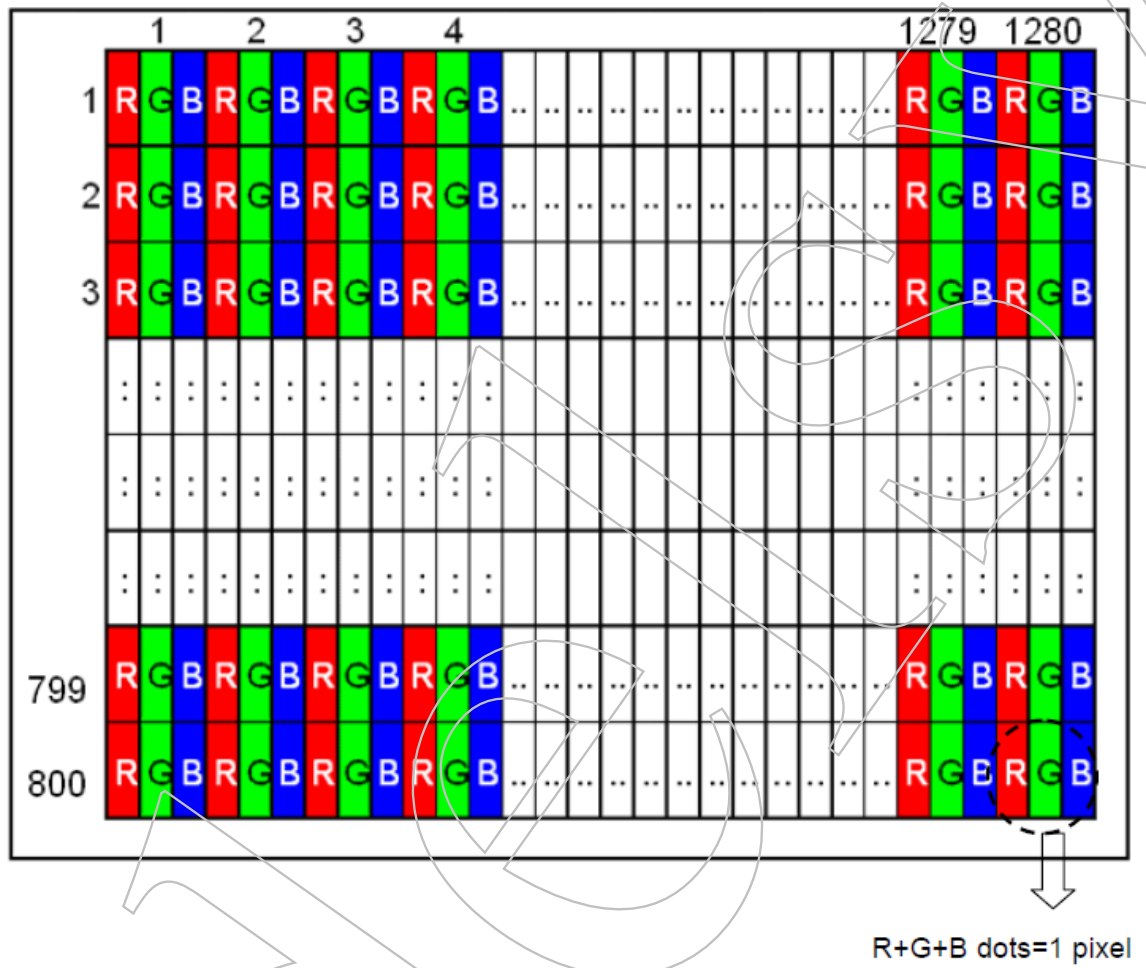 1 2 3 4 1279 1280
1 R G B R G B R G B R G B .. .. .. .. .. .. .. .. .. .. .. .. R G B R G B
2 R G B R G B R G B R G B .. .. .. .. .. .. .. .. .. .. .. .. R G B R G B
3 R G B R G B R G B R G B .. .. .. .. .. .. .. .. .. .. .. .. R G B R G B
: : : : : : : : : : : : : : : : : :
: : : : : : : : : : : : : : : : : :
: : : : : : : : : : : : : : : : : :
799 R G B R G B R G B R G B .. .. .. .. .. .. .. .. .. .. .. .. R G B R G B
800 R G B R G B R G B R G B .. .. .. .. .. .. .. .. .. .. .. .. R G B R G B
R+G+B dots=1 pixel